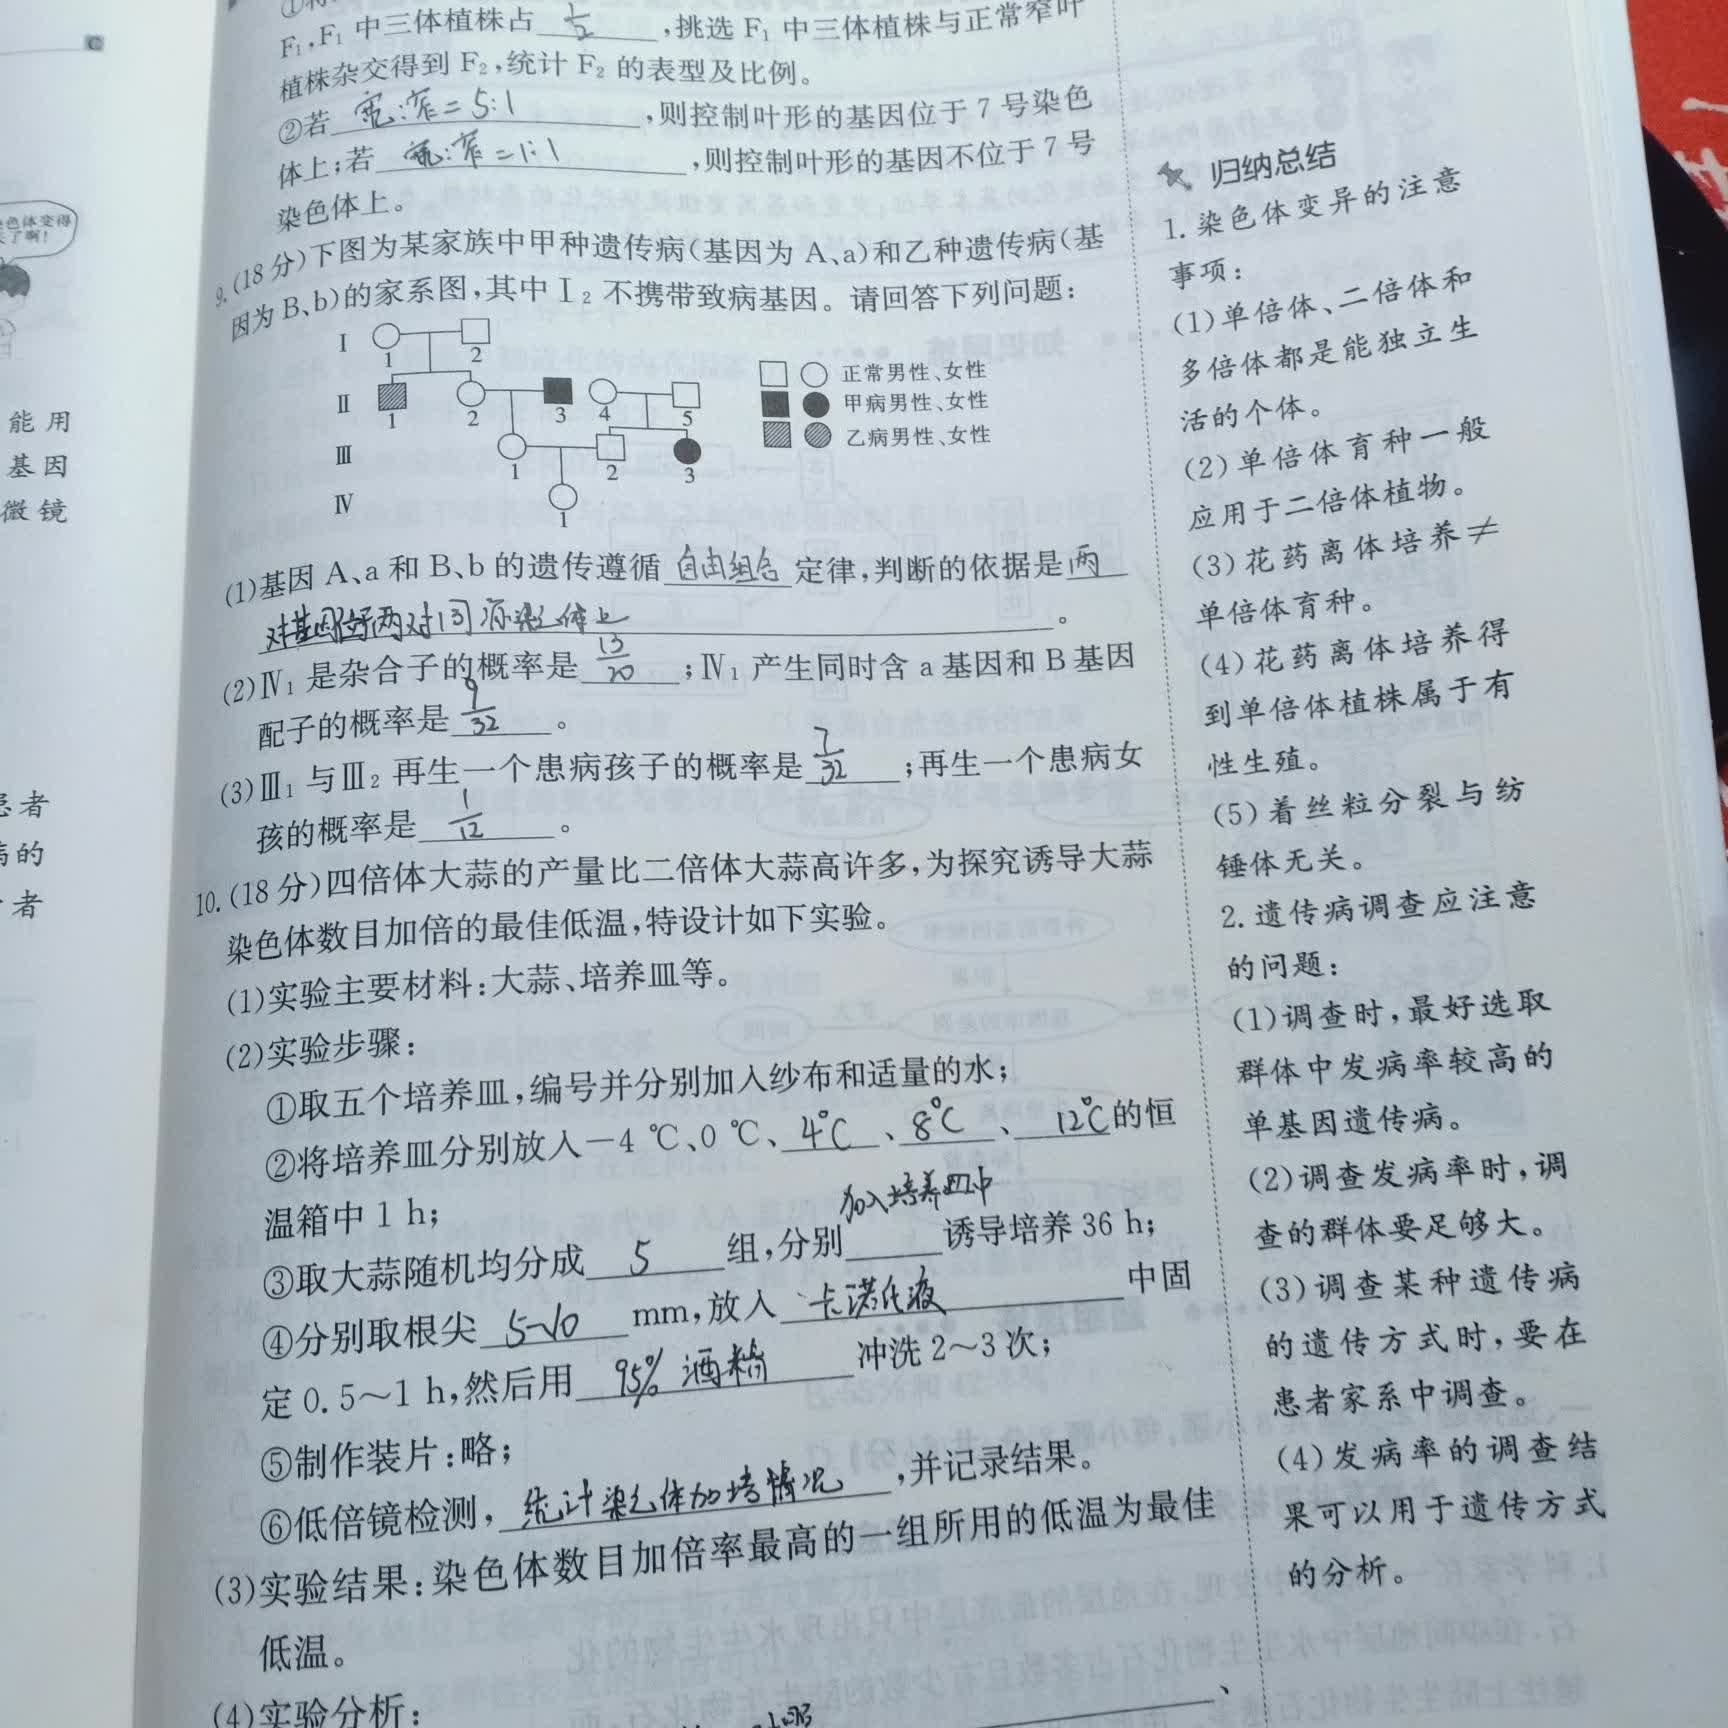 F₁,F₁ 中三体植株占 1/2 ,挑选 F₁ 中三体植株与正常窄叶
植株杂交得到 F₂,统计 F₂ 的表型及比例。
②若 宽:窄=5:1 ,则控制叶形的基因位于 7 号染色
体上;若 宽:窄=1:1 ,则控制叶形的基因不位于 7 号
染色体上。
9.(18 分)下图为某家族中甲种遗传病(基因为 A、a)和乙种遗传病(基
因为 B、b)的家系图,其中 Ⅰ₂ 不携带致病基因。请回答下列问题:
Ⅰ 1 2
Ⅱ 1 2 3 4 5
Ⅲ 1 2 3
Ⅳ 1
正常男性、女性
甲病男性、女性
乙病男性、女性
(1)基因 A、a 和 B、b 的遗传遵循 自由组合 定律,判断的依据是 两
对基因位于两对同源染色体上 。
(2)Ⅳ₁ 是杂合子的概率是 13/20 ;Ⅳ₁ 产生同时含 a 基因和 B 基因
配子的概率是 9/32 。
(3)Ⅲ₁ 与Ⅲ₂ 再生一个患病孩子的概率是 7/32 ;再生一个患病女
孩的概率是 1/12 。
10.(18 分)四倍体大蒜的产量比二倍体大蒜高许多,为探究诱导大蒜
染色体数目加倍的最佳低温,特设计如下实验。
(1)实验主要材料:大蒜、培养皿等。
(2)实验步骤:
①取五个培养皿,编号并分别加入纱布和适量的水;
②将培养皿分别放入－4 ℃、0 ℃、 4℃ 、 8℃ 、 12℃ 的恒
温箱中 1 h;
加入培养皿中
③取大蒜随机均分成 5 组,分别 诱导培养 36 h;
④分别取根尖 5~10 mm,放入 卡诺氏液 中固
定 0.5～1 h,然后用 95% 酒精 冲洗 2～3 次;
⑤制作装片:略;
⑥低倍镜检测, 统计染色体加倍情况 ,并记录结果。
(3)实验结果:染色体数目加倍率最高的一组所用的低温为最佳
低温。
(4)实验分析:
归纳总结
1. 染色体变异的注意
事项:
(1)单倍体、二倍体和
多倍体都是能独立生
活的个体。
(2)单倍体育种一般
应用于二倍体植物。
(3)花药离体培养≠
单倍体育种。
(4)花药离体培养得
到单倍体植株属于有
性生殖。
(5)着丝粒分裂与纺
锤体无关。
2. 遗传病调查应注意
的问题:
(1)调查时,最好选取
群体中发病率较高的
单基因遗传病。
(2)调查发病率时,调
查的群体要足够大。
(3)调查某种遗传病
的遗传方式时,要在
患者家系中调查。
(4)发病率的调查结
果可以用于遗传方式
的分析。
色体变得
了啊!
能用
基因
微镜
患者
病的
者